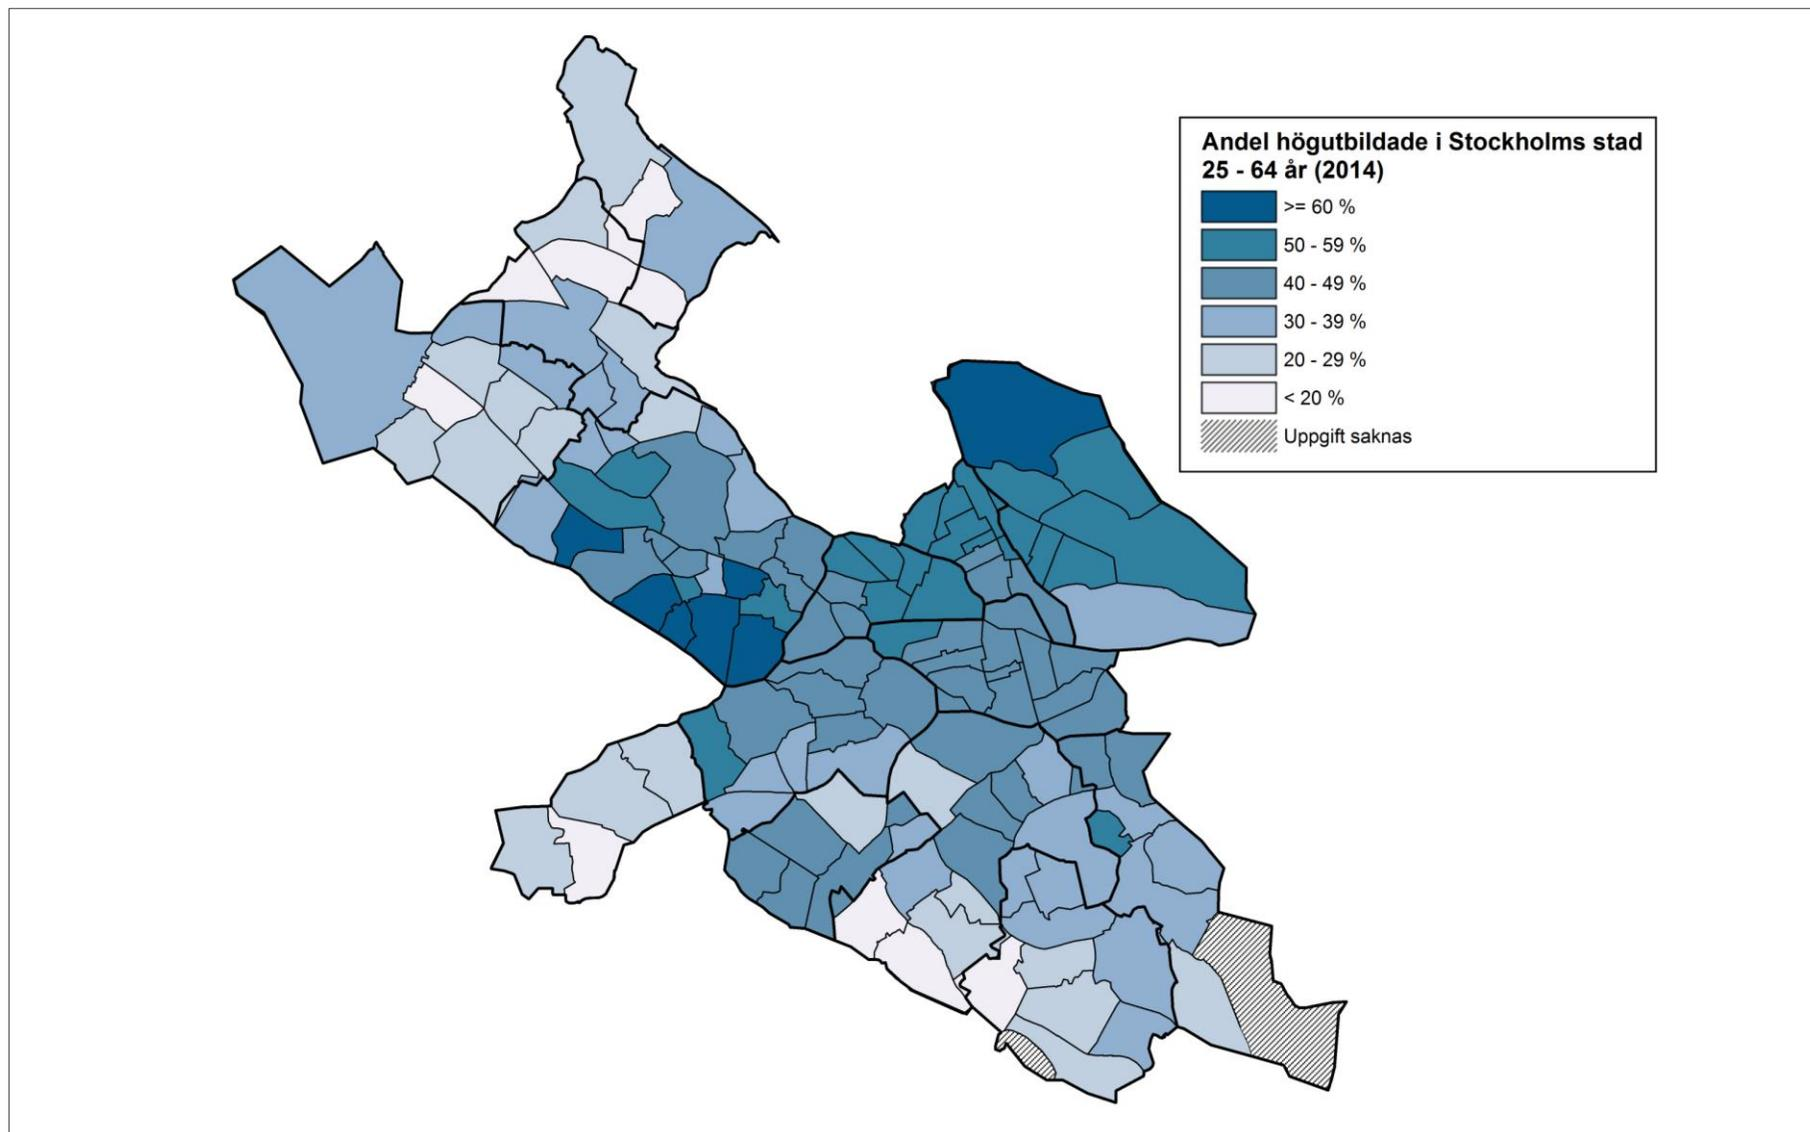 Andel högutbildade i Stockholms stad
25 - 64 år (2014)
>= 60 %
50 - 59 %
40 - 49 %
30 - 39 %
20 - 29 %
< 20 %
Uppgift saknas